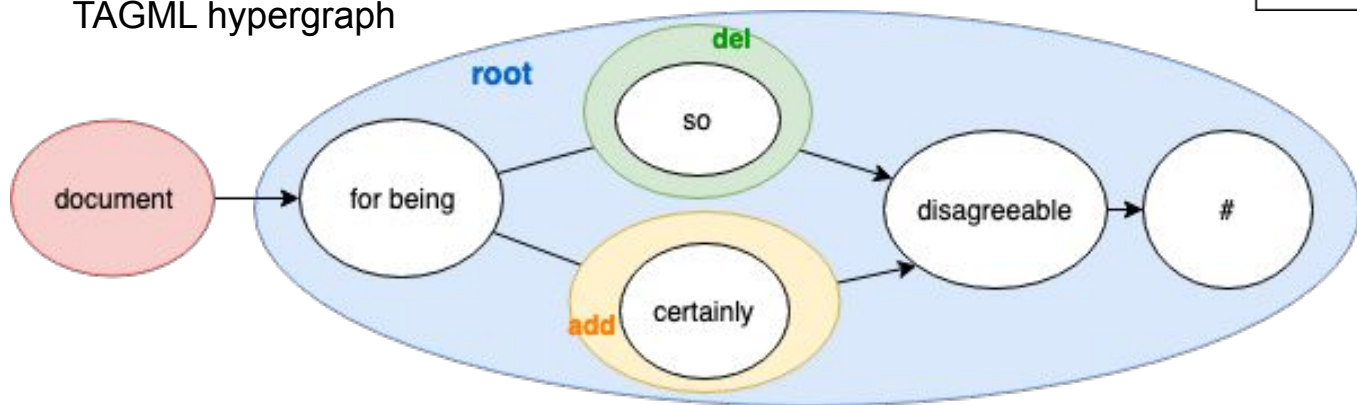 TAGML hypergraph
del
root
so
document
for being
disagreeable
#
certainly
add